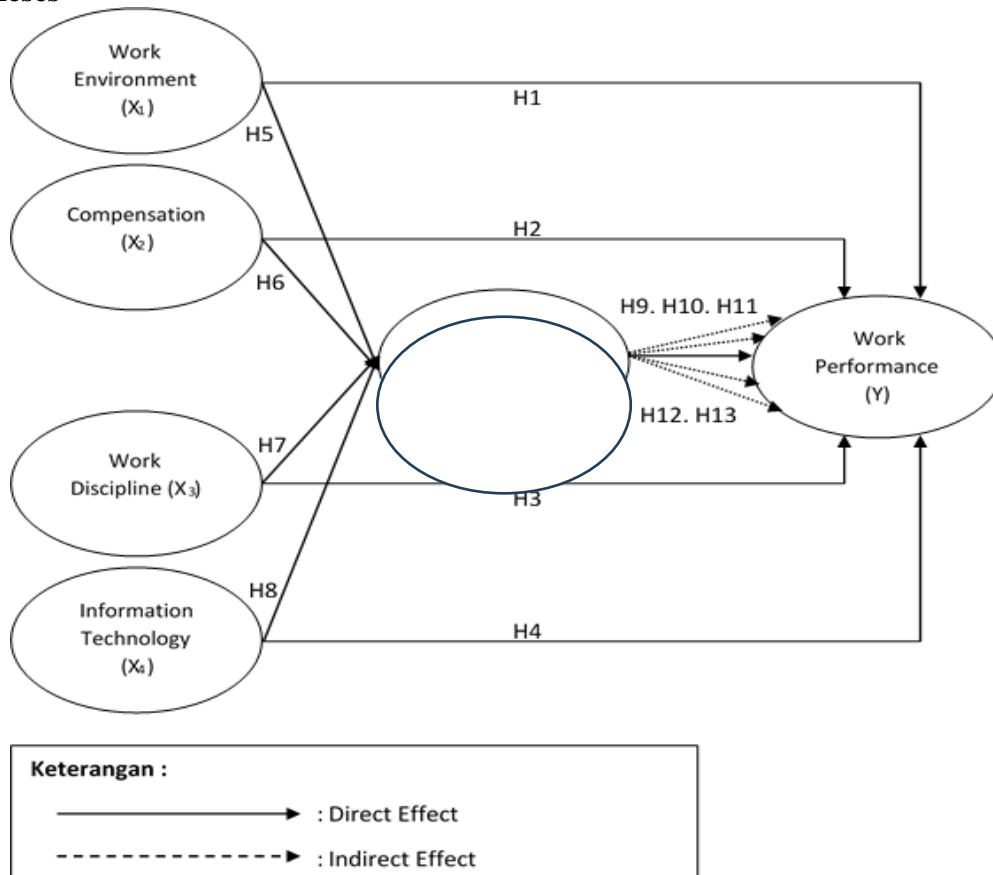 Work
Environment
(X₁)
H1
H5
Compensation
(X₂)
H2
H6
H9. H10. H11
Work
Performance
(Y)
H12. H13
H7
Work
Discipline (X₃)
H3
H8
Information
Technology
(X₄)
H4
Keterangan :
: Direct Effect
: Indirect Effect